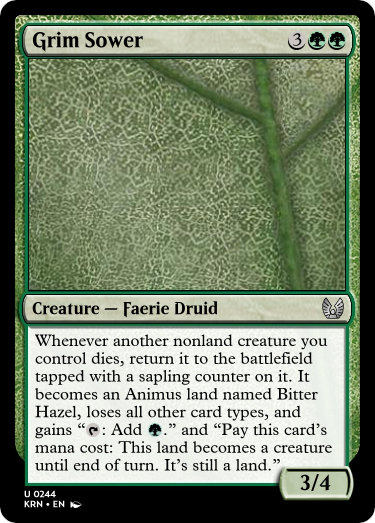 Grim Sower 3
Creature — Faerie Druid
Whenever another nonland creature you
control dies, return it to the battlefield
tapped with a sapling counter on it. It
becomes an Animus land named Bitter
Hazel, loses all other card types, and
gains “: Add .” and “Pay this card's
mana cost: This land becomes a creature
until end of turn. It's still a land.”
3/4
U 0244
KRN • EN